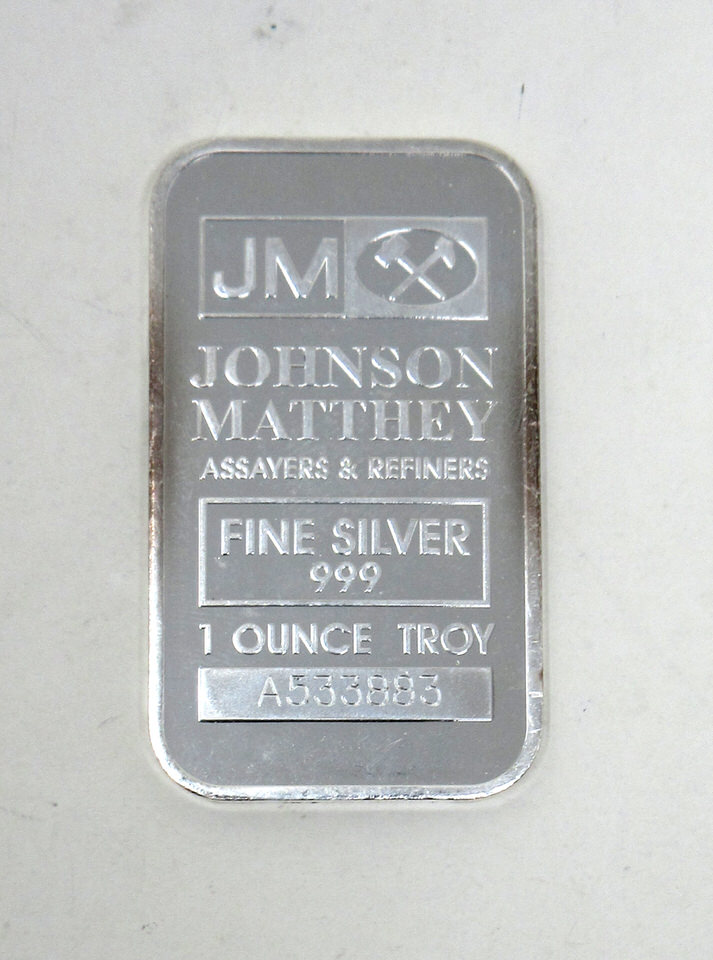 JM
JOHNSON
MATTHEY
ASSAYERS & REFINERS
FINE SILVER
999
1 OUNCE TROY
A533883